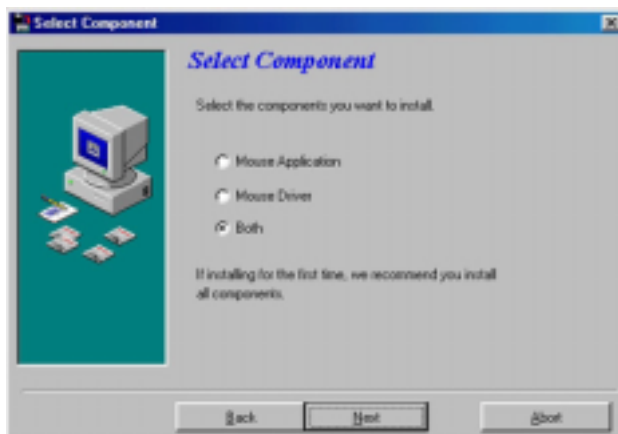 Select Component
Select Component
Select the components you want to install.
Mouse Application
Mouse Driver
Both
If installing for the first time, we recommend you install
all components.
Back
Next
Abort